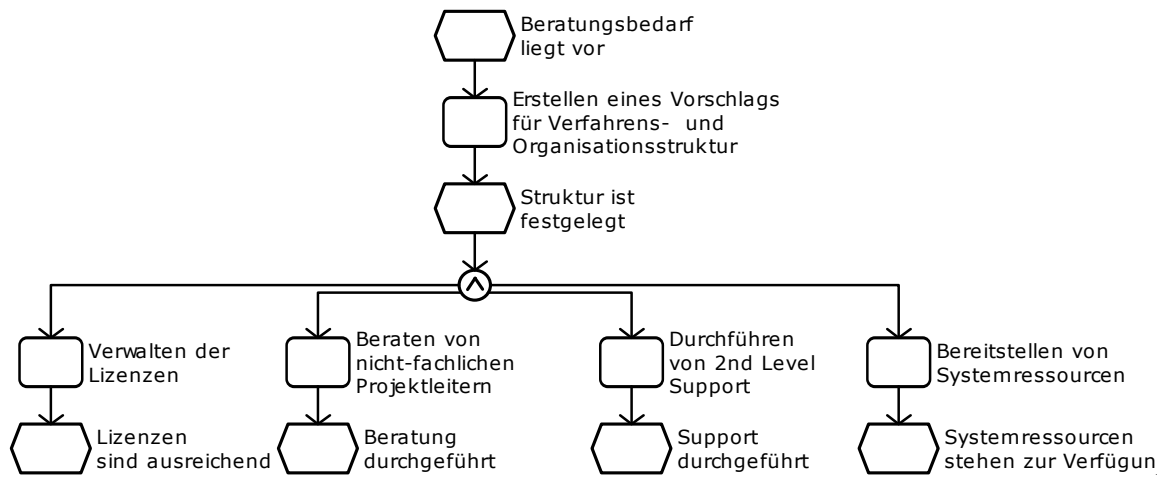 Beratungsbedarf
liegt vor
Erstellen eines Vorschlags
für Verfahrens- und
Organisationsstruktur
Struktur ist
festgelegt
Verwalten der
Lizenzen
Beraten von
nicht-fachlichen
Projektleitern
Durchführen
von 2nd Level
Support
Bereitstellen von
Systemressourcen
Lizenzen
sind ausreichend
Beratung
durchgeführt
Support
durchgeführt
Systemressourcen
stehen zur Verfügun